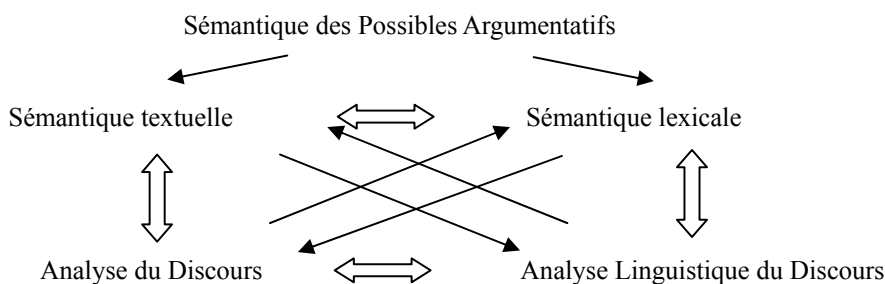 Sémantique des Possibles Argumentatifs
Sémantique textuelle
Sémantique lexicale
Analyse du Discours
Analyse Linguistique du Discours